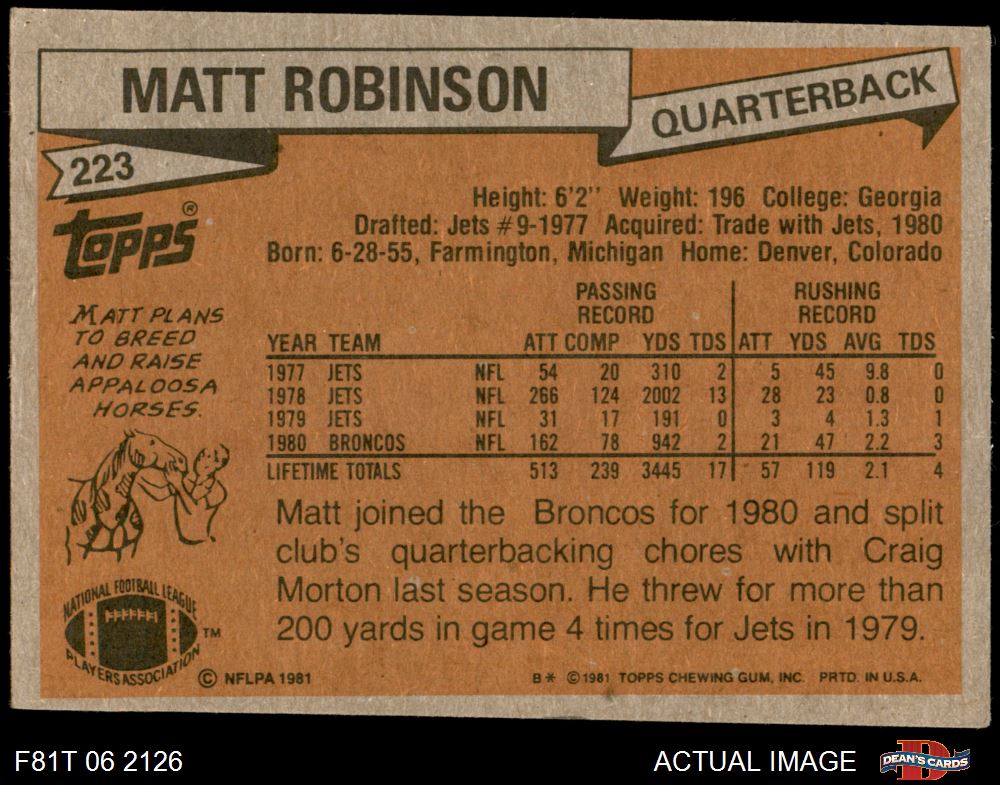 MATT ROBINSON
QUARTERBACK
223
Topps®
Height: 6'2'' Weight: 196 College: Georgia
Drafted: Jets #9-1977 Acquired: Trade with Jets, 1980
Born: 6-28-55, Farmington, Michigan Home: Denver, Colorado
MATT PLANS
TO BREED
AND RAISE
APPALOOSA
HORSES.
PASSING RUSHING
RECORD RECORD
YEAR TEAM ATT COMP YDS TDS ATT YDS AVG TDS
1977 JETS NFL 54 20 310 2 5 45 9.8 0
1978 JETS NFL 266 124 2002 13 28 23 0.8 0
1979 JETS NFL 31 17 191 0 3 4 1.3 1
1980 BRONCOS NFL 162 78 942 2 21 47 2.2 3
LIFETIME TOTALS 513 239 3445 17 57 119 2.1 4
Matt joined the Broncos for 1980 and split
club's quarterbacking chores with Craig
Morton last season. He threw for more than
200 yards in game 4 times for Jets in 1979.
NATIONAL FOOTBALL LEAGUE
PLAYERS ASSOCIATION
TM
© NFLPA 1981
B* © 1981 TOPPS CHEWING GUM, INC. PRTD. IN U.S.A.
F81T 06 2126
ACTUAL IMAGE
D
DEAN'S CARDS